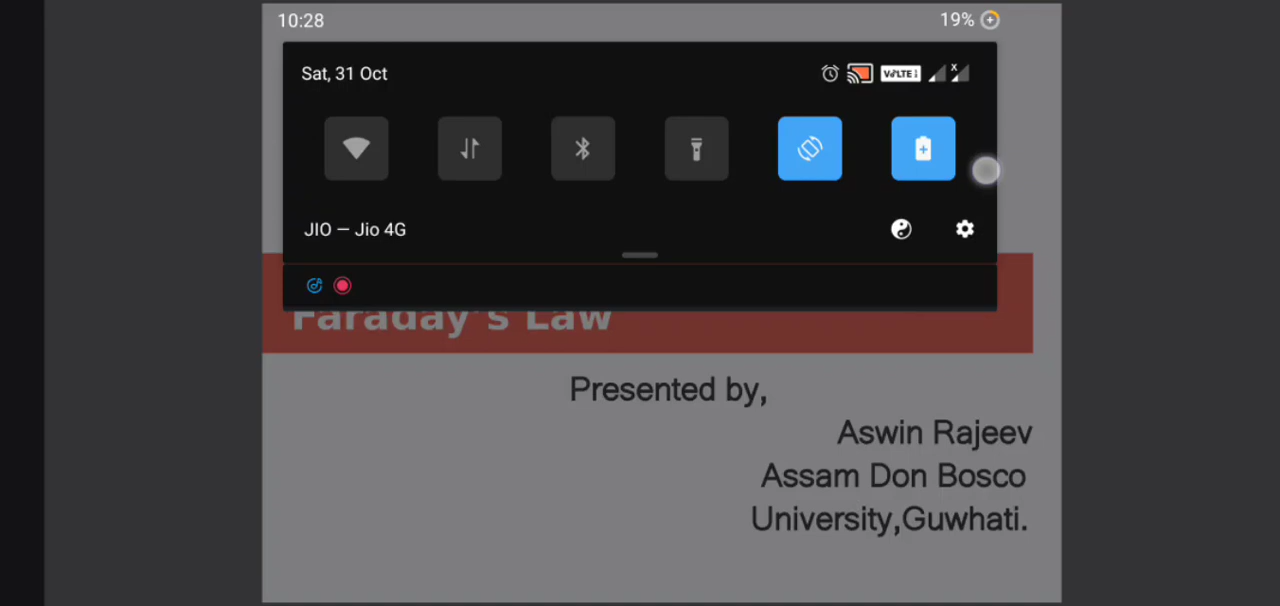 10:28
19%
Sat, 31 Oct
VoLTE
JIO — Jio 4G
Faraday's Law
Presented by,
Aswin Rajeev
Assam Don Bosco
University,Guwhati.